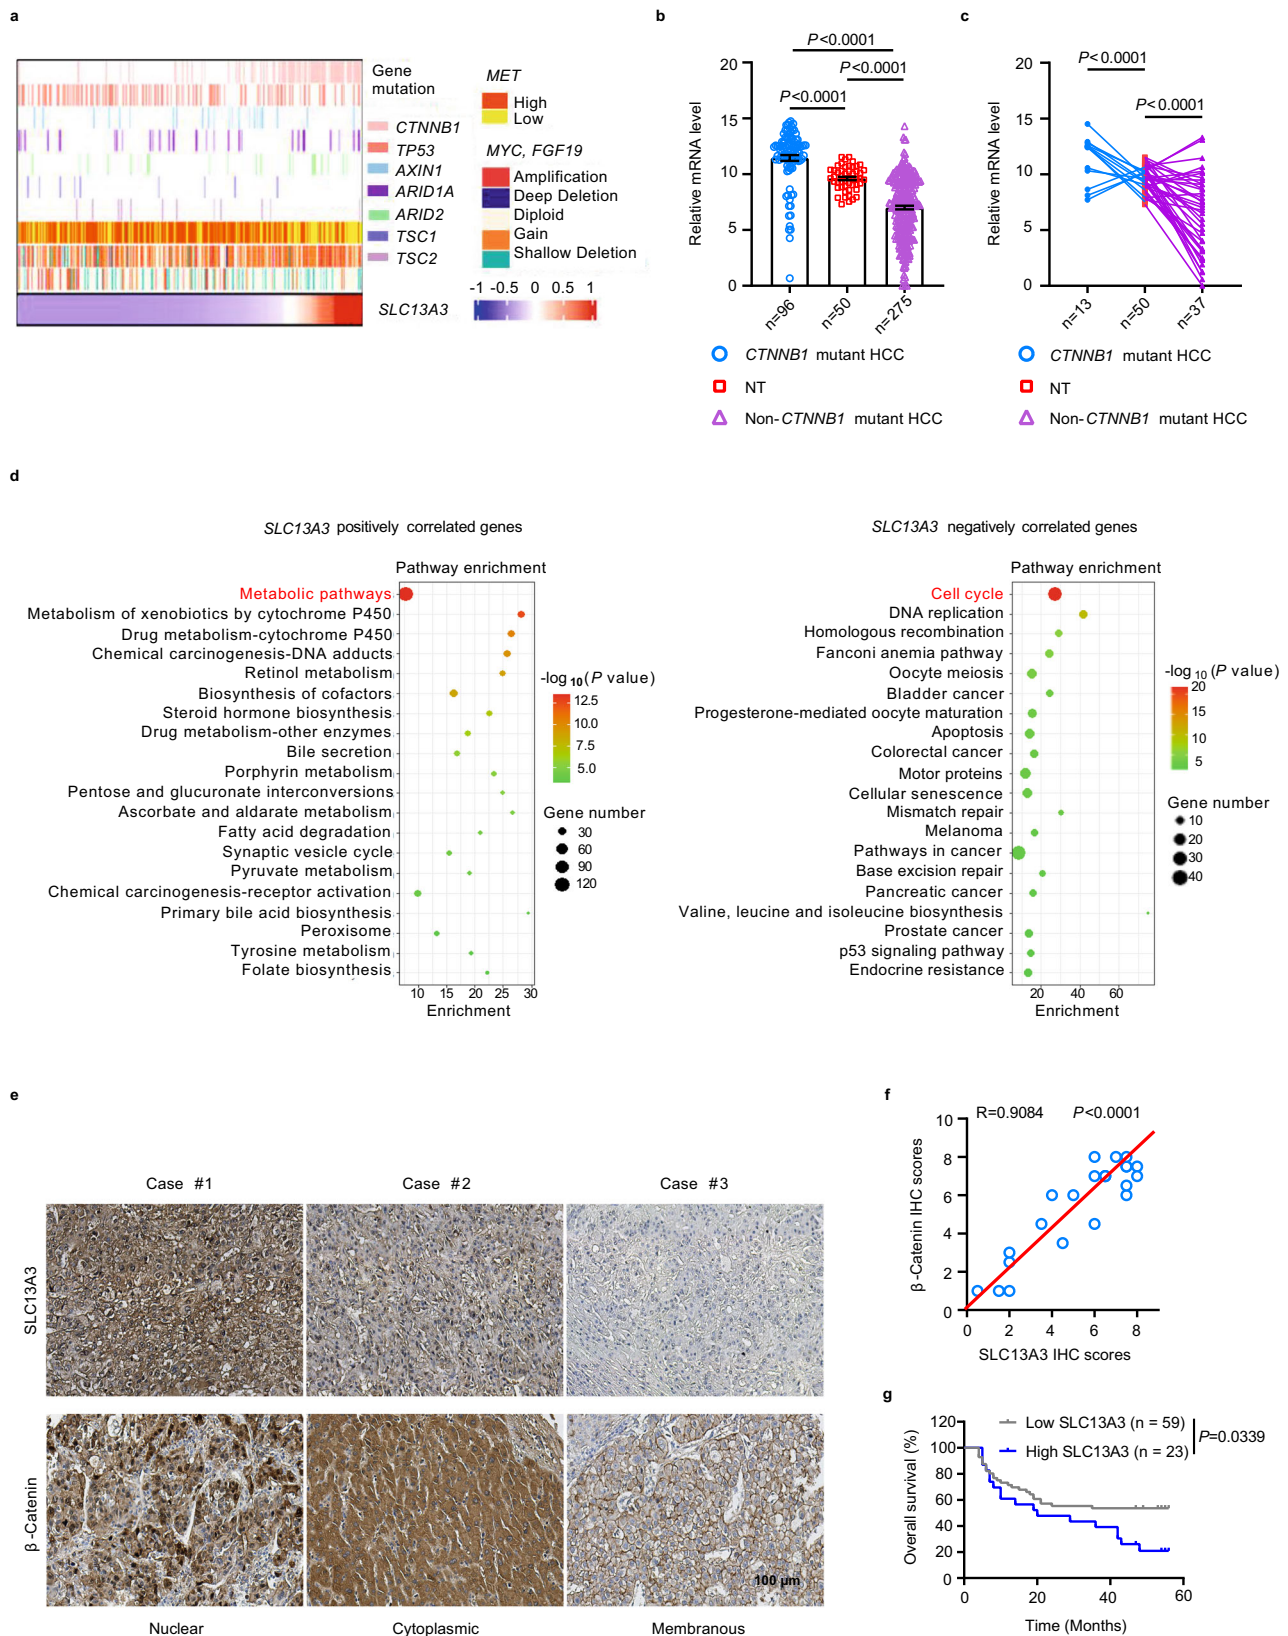 a
Gene
mutation
CTNNB1
TP53
AXIN1
ARID1A
ARID2
TSC1
TSC2
SLC13A3
MET
High
Low
MYC, FGF19
Amplification
Deep Deletion
Diploid
Gain
Shallow Deletion
-1 -0.5 0 0.5 1
b
P<0.0001
P<0.0001
P<0.0001
Relative mRNA level
20
15
10
5
0
n=96
n=50
n=275
CTNNB1 mutant HCC
NT
Non-CTNNB1 mutant HCC
c
P<0.0001
P<0.0001
Relative mRNA level
20
15
10
5
0
n=13
n=50
n=37
CTNNB1 mutant HCC
NT
Non-CTNNB1 mutant HCC
d
SLC13A3 positively correlated genes
Pathway enrichment
Metabolic pathways
Metabolism of xenobiotics by cytochrome P450
Drug metabolism-cytochrome P450
Chemical carcinogenesis-DNA adducts
Retinol metabolism
Biosynthesis of cofactors
Steroid hormone biosynthesis
Drug metabolism-other enzymes
Bile secretion
Porphyrin metabolism
Pentose and glucuronate interconversions
Ascorbate and aldarate metabolism
Fatty acid degradation
Synaptic vesicle cycle
Pyruvate metabolism
Chemical carcinogenesis-receptor activation
Primary bile acid biosynthesis
Peroxisome
Tyrosine metabolism
Folate biosynthesis
10 15 20 25 30
Enrichment
-log10(P value)
12.5
10.0
7.5
5.0
Gene number
30
60
90
120
SLC13A3 negatively correlated genes
Pathway enrichment
Cell cycle
DNA replication
Homologous recombination
Fanconi anemia pathway
Oocyte meiosis
Bladder cancer
Progesterone-mediated oocyte maturation
Apoptosis
Colorectal cancer
Motor proteins
Cellular senescence
Mismatch repair
Melanoma
Pathways in cancer
Base excision repair
Pancreatic cancer
Valine, leucine and isoleucine biosynthesis
Prostate cancer
p53 signaling pathway
Endocrine resistance
20 40 60
Enrichment
-log10(P value)
20
15
10
5
Gene number
10
20
30
40
e
Case #1
Case #2
Case #3
SLC13A3
β-Catenin
100 µm
Nuclear
Cytoplasmic
Membranous
f
R=0.9084
P<0.0001
β-Catenin IHC scores
10
8
6
4
2
0
0 2 4 6 8
SLC13A3 IHC scores
g
Low SLC13A3 (n = 59)
High SLC13A3 (n = 23)
P=0.0339
Overall survival (%)
120
100
80
60
40
20
0
0 20 40 60
Time (Months)